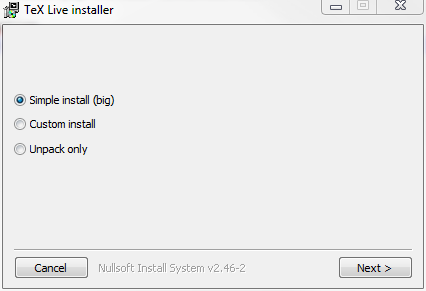 TeX Live installer
Simple install (big)
Custom install
Unpack only
Cancel
Nullsoft Install System v2.46-2
Next >